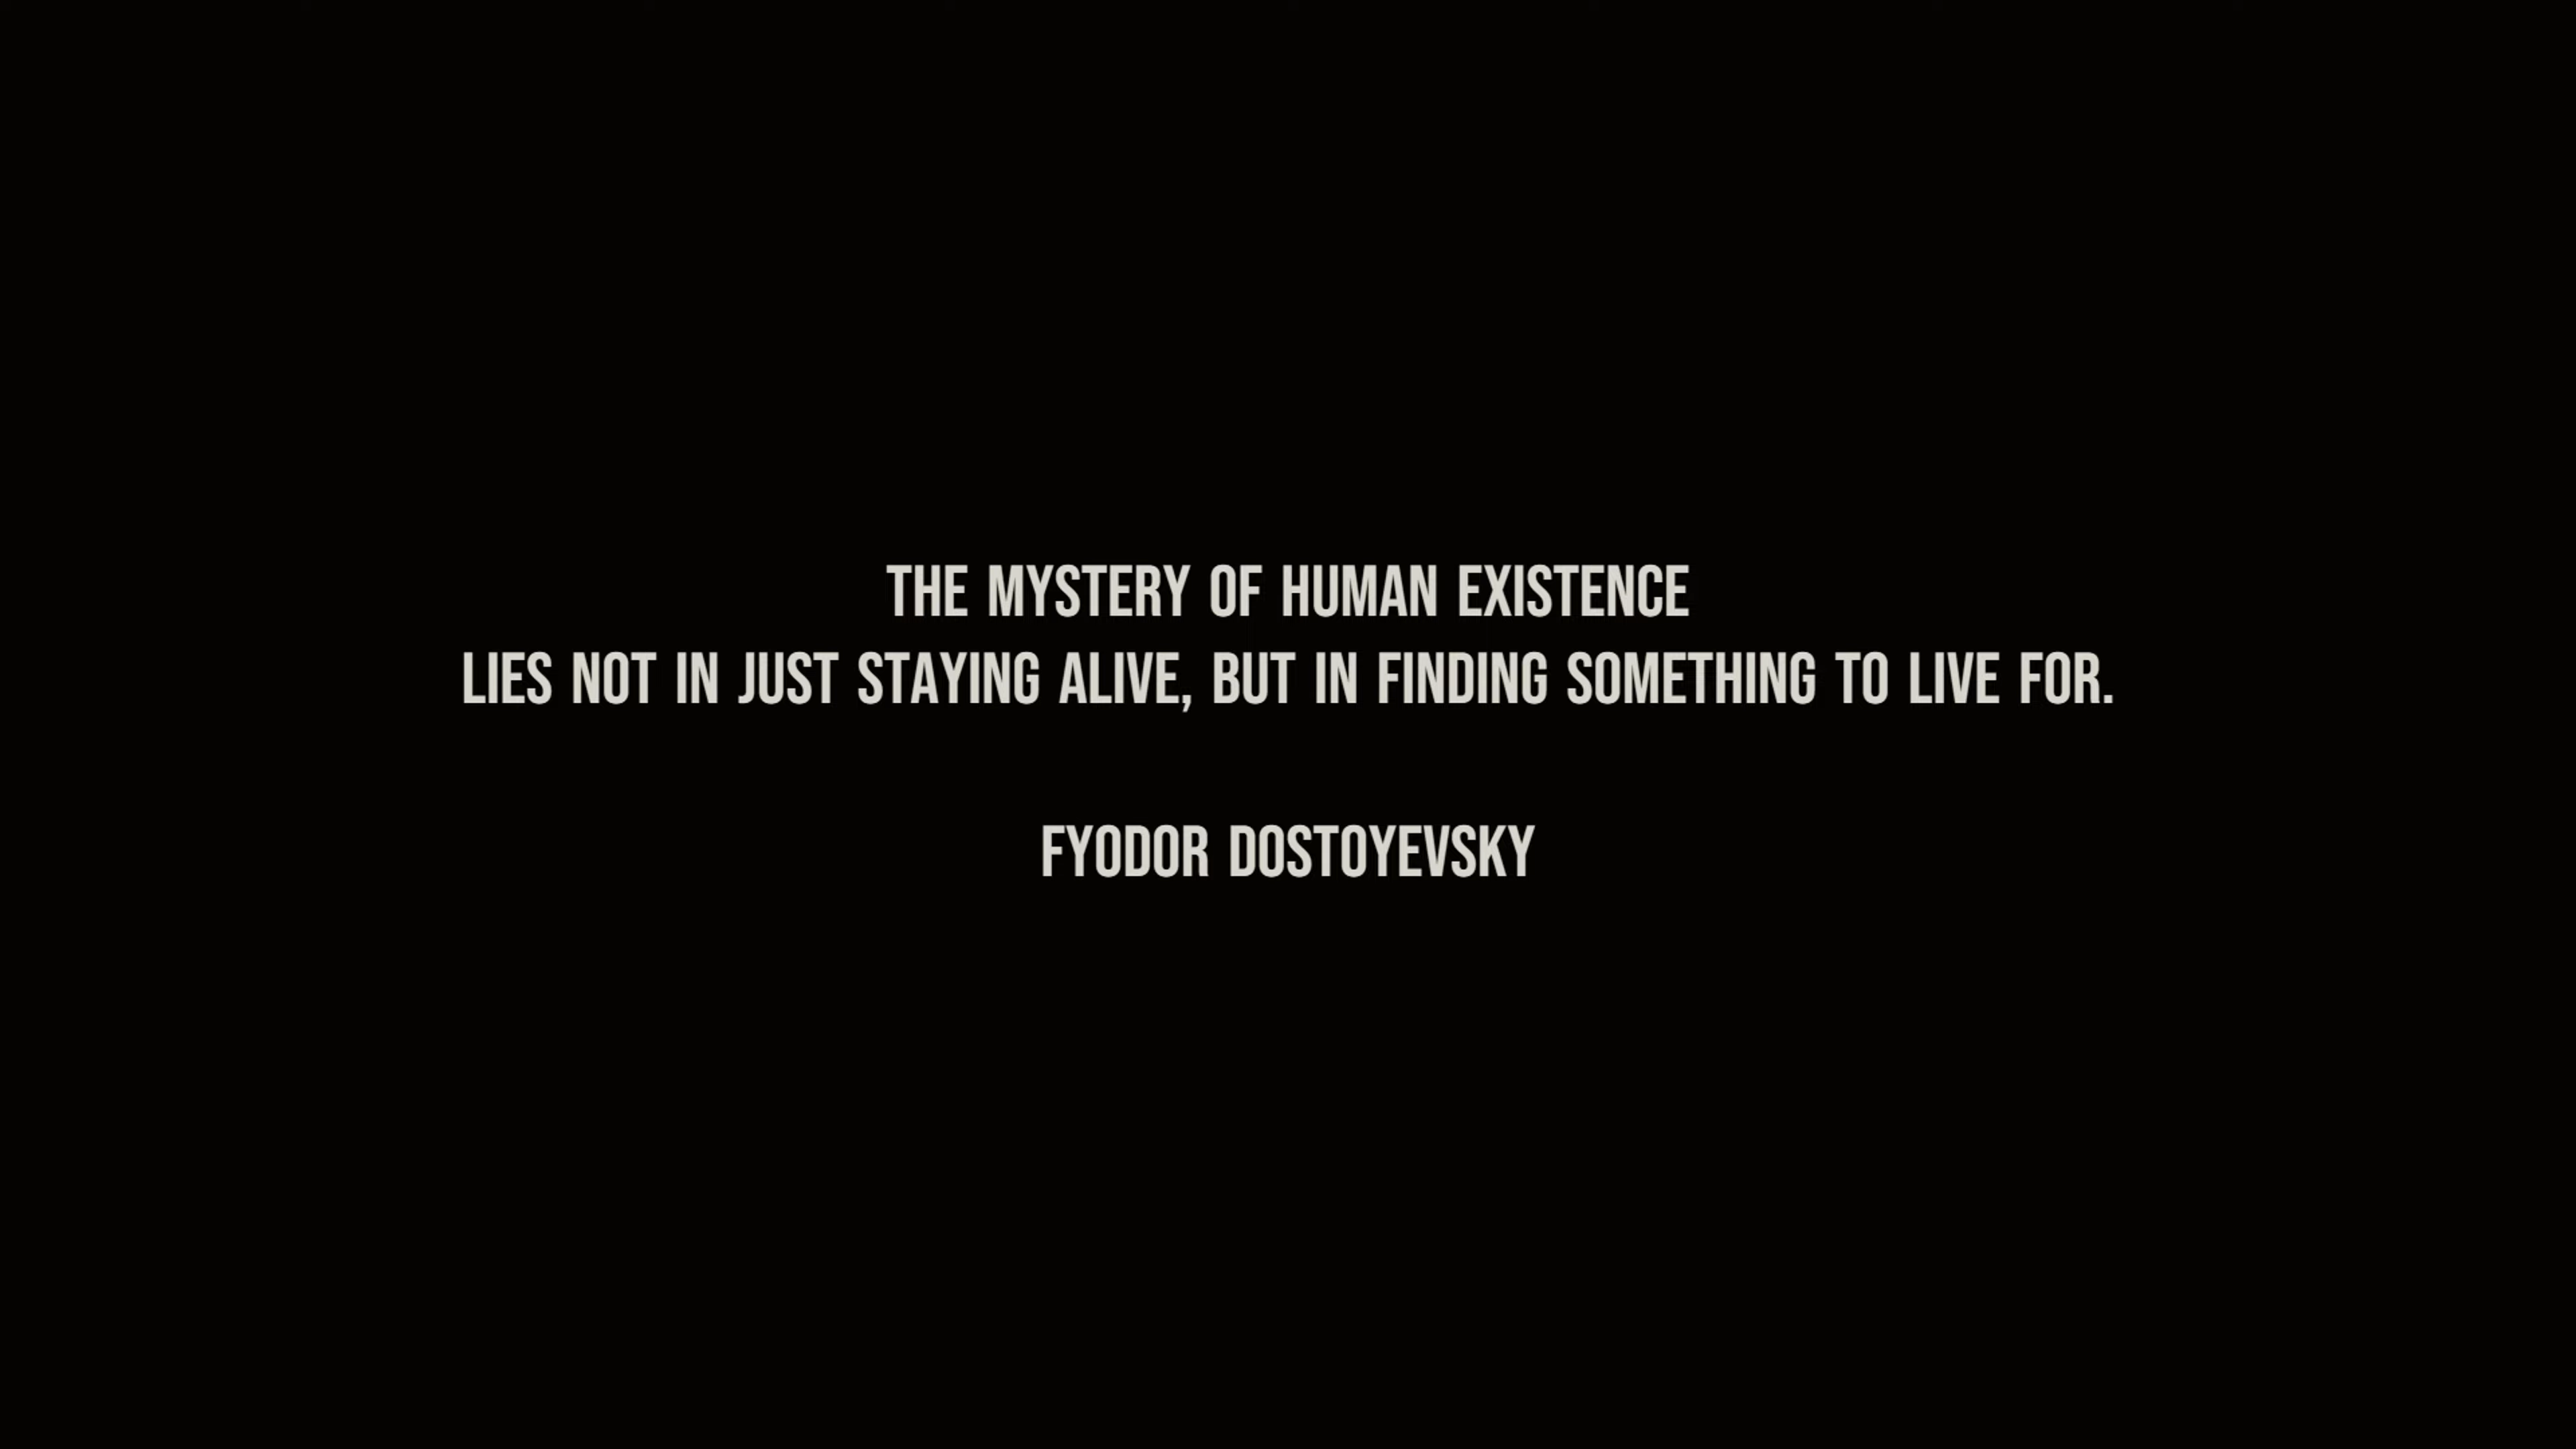 THE MYSTERY OF HUMAN EXISTENCE
LIES NOT IN JUST STAYING ALIVE, BUT IN FINDING SOMETHING TO LIVE FOR.
FYODOR DOSTOYEVSKY